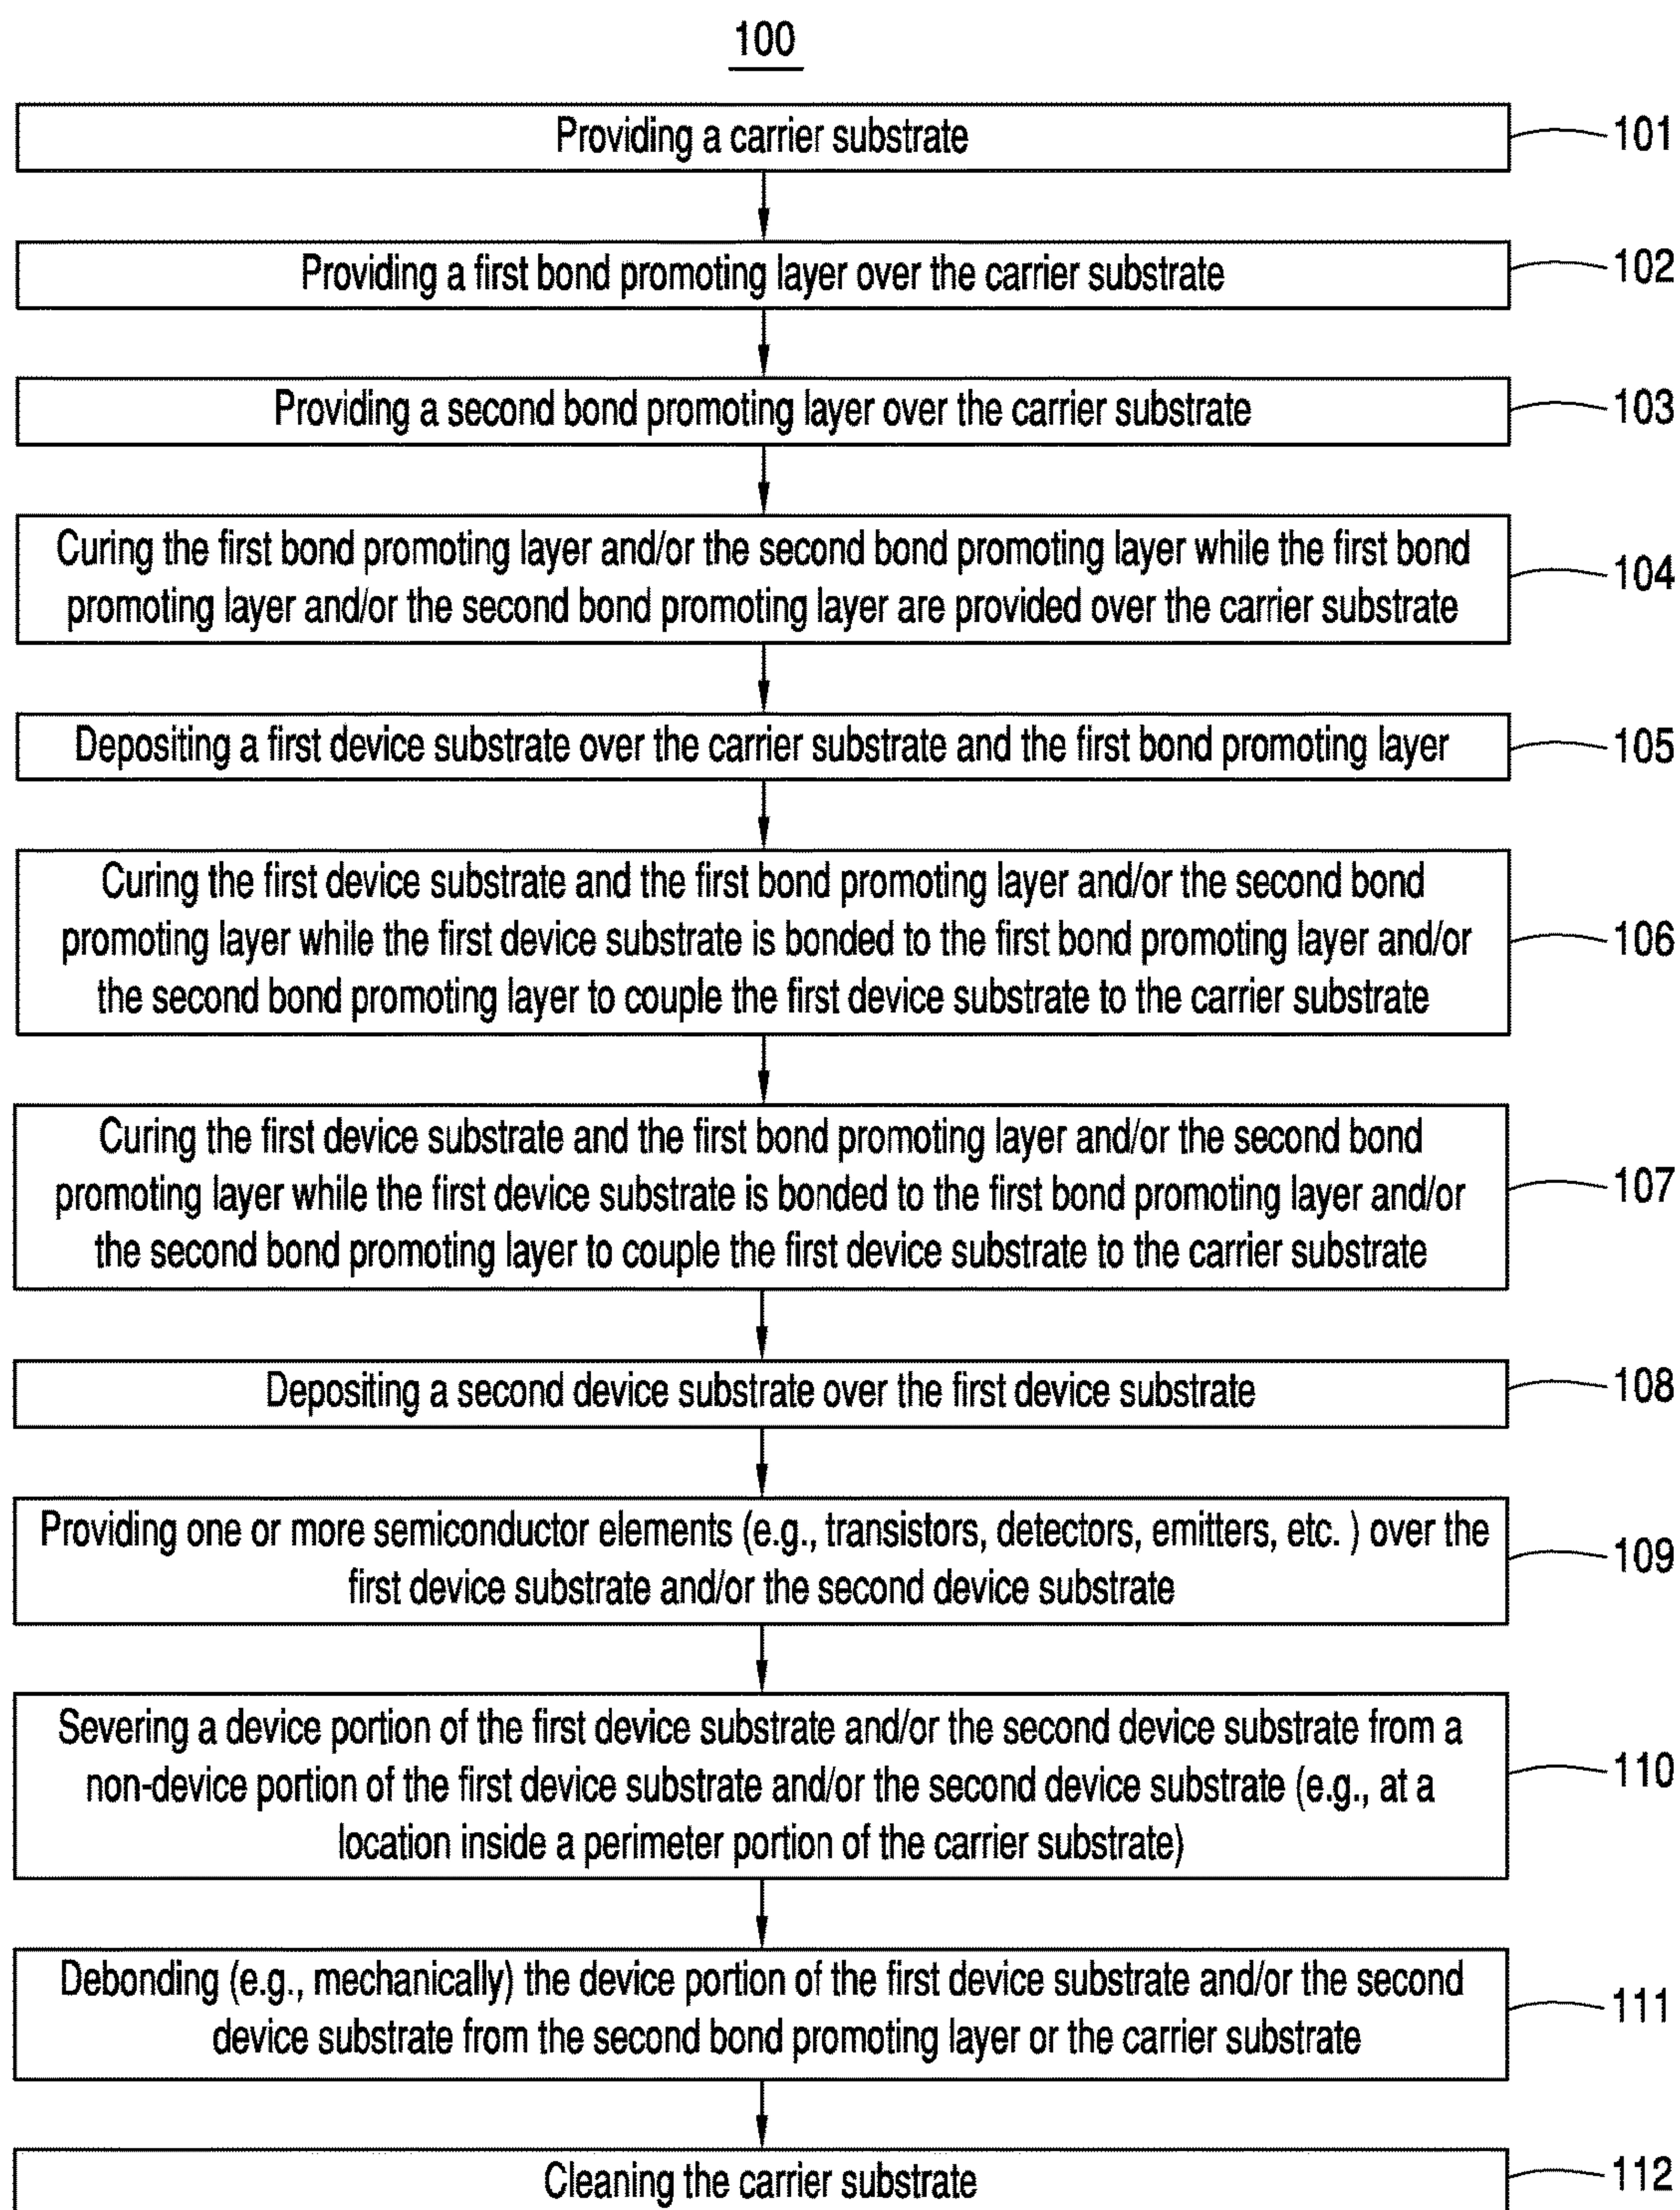 100
Providing a carrier substrate
101
Providing a first bond promoting layer over the carrier substrate
102
Providing a second bond promoting layer over the carrier substrate
103
Curing the first bond promoting layer and/or the second bond promoting layer while the first bond
promoting layer and/or the second bond promoting layer are provided over the carrier substrate
104
Depositing a first device substrate over the carrier substrate and the first bond promoting layer
105
Curing the first device substrate and the first bond promoting layer and/or the second bond
promoting layer while the first device substrate is bonded to the first bond promoting layer and/or
the second bond promoting layer to couple the first device substrate to the carrier substrate
106
Curing the first device substrate and the first bond promoting layer and/or the second bond
promoting layer while the first device substrate is bonded to the first bond promoting layer and/or
the second bond promoting layer to couple the first device substrate to the carrier substrate
107
Depositing a second device substrate over the first device substrate
108
Providing one or more semiconductor elements (e.g., transistors, detectors, emitters, etc. ) over the
first device substrate and/or the second device substrate
109
Severing a device portion of the first device substrate and/or the second device substrate from a
non-device portion of the first device substrate and/or the second device substrate (e.g., at a
location inside a perimeter portion of the carrier substrate)
110
Debonding (e.g., mechanically) the device portion of the first device substrate and/or the second
device substrate from the second bond promoting layer or the carrier substrate
111
Cleaning the carrier substrate
112